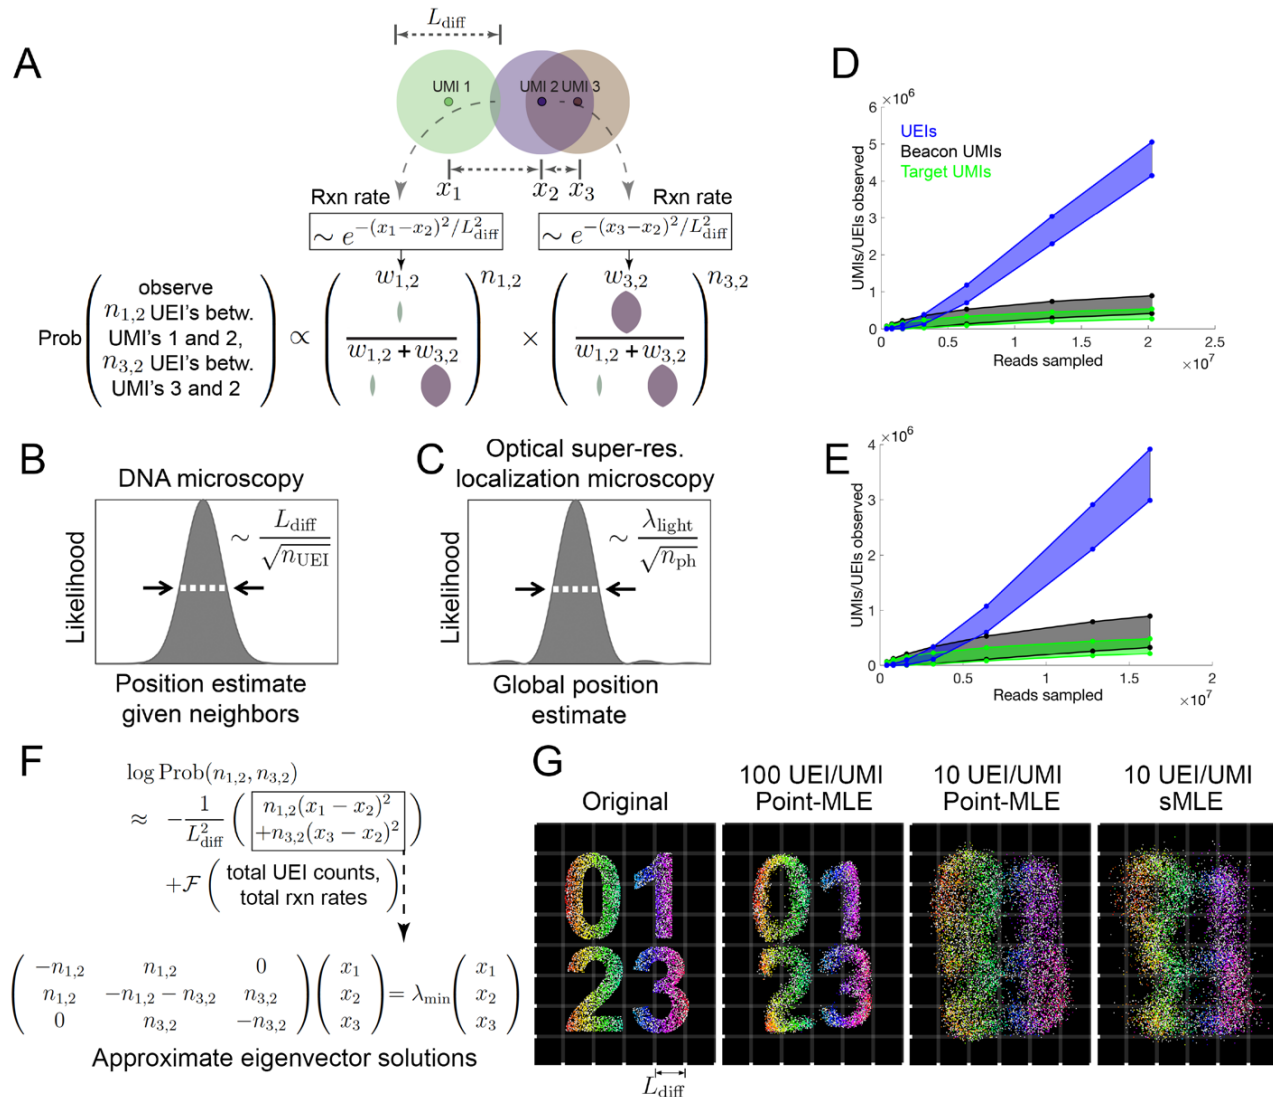 A
L_diff
UMI 1
UMI 2
UMI 3
x_1
x_2
x_3
Rxn rate
Rxn rate
∼ e^{-(x_1-x_2)^2/L_diff^2}
∼ e^{-(x_3-x_2)^2/L_diff^2}
Prob
observe
n_{1,2} UEI's betw.
UMI's 1 and 2,
n_{3,2} UEI's betw.
UMI's 3 and 2
∝
w_{1,2}
w_{1,2} + w_{3,2}
n_{1,2}
×
w_{3,2}
w_{1,2} + w_{3,2}
n_{3,2}
B
DNA microscopy
Likelihood
∼ L_diff / √n_UEI
Position estimate
given neighbors
C
Optical super-res.
localization microscopy
Likelihood
∼ λ_light / √n_ph
Global position
estimate
D
×10^6
6
5
4
3
2
1
0
UMIs/UEIs observed
UEIs
Beacon UMIs
Target UMIs
0 0.5 1 1.5 2 2.5
Reads sampled
×10^7
E
×10^6
4
3
2
1
0
UMIs/UEIs observed
0 0.5 1 1.5 2
Reads sampled
×10^7
F
log Prob(n_{1,2}, n_{3,2})
≈ -1/L_diff^2 ( n_{1,2}(x_1 - x_2)^2
+n_{3,2}(x_3 - x_2)^2 )
+F ( total UEI counts,
total rxn rates )
-n_{1,2} n_{1,2} 0 x_1 x_1
n_{1,2} -n_{1,2} - n_{3,2} n_{3,2} x_2 = λ_min x_2
0 n_{3,2} -n_{3,2} x_3 x_3
Approximate eigenvector solutions
G
Original
100 UEI/UMI
Point-MLE
10 UEI/UMI
Point-MLE
10 UEI/UMI
sMLE
01
23
01
23
L_diff